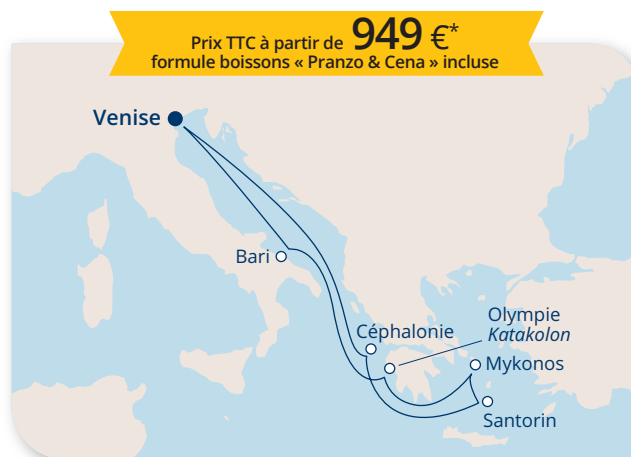 Prix TTC à partir de 949 €*
formule boissons « Pranzo & Cena » incluse
Venise
Bari
Céphalonie
Olympie
Katakolon
Mykonos
Santorin